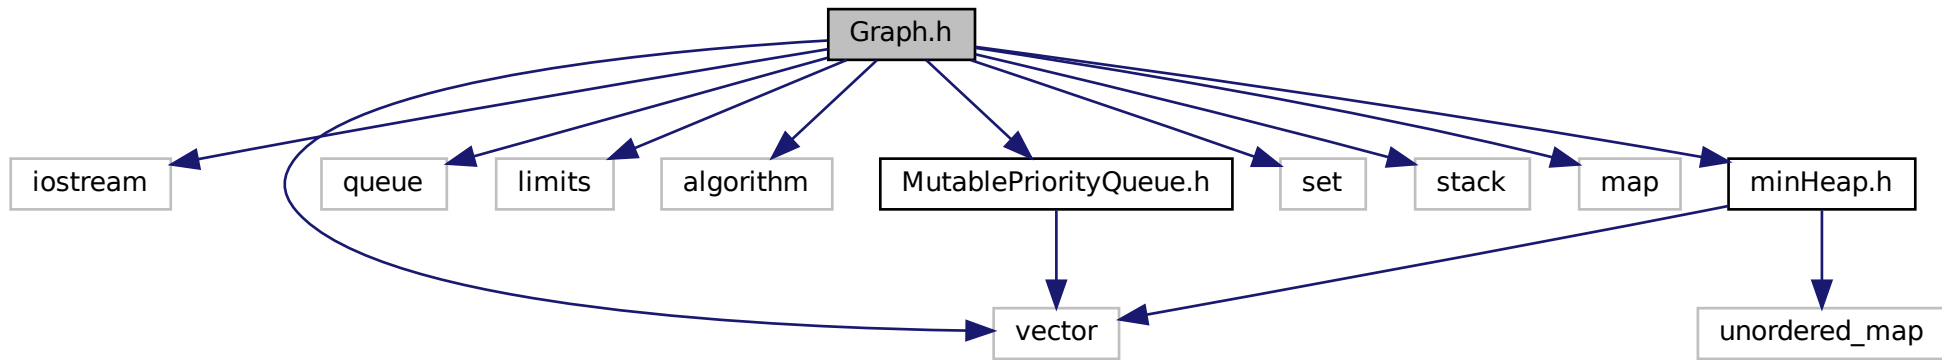 Graph.h
iostream
queue
limits
algorithm
MutablePriorityQueue.h
set
stack
map
minHeap.h
vector
unordered_map